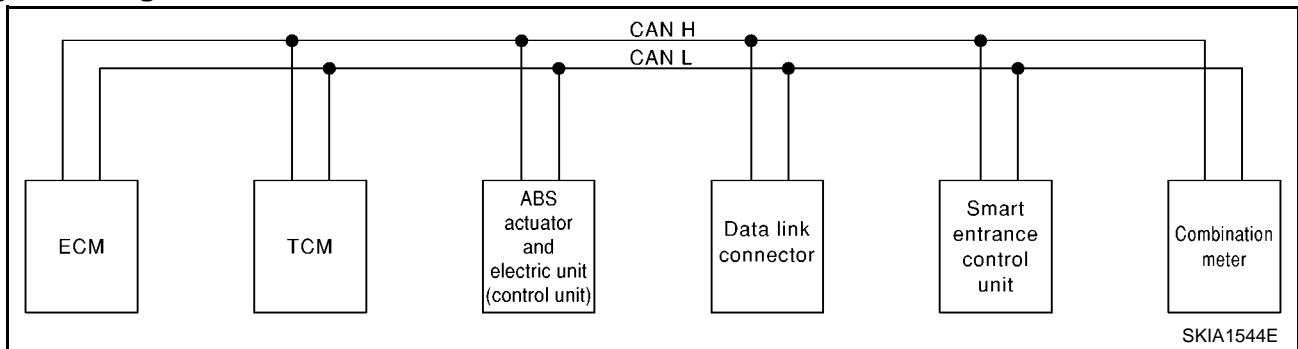 CAN H
CAN L
ECM
TCM
ABS
actuator
and
electric unit
(control unit)
Data link
connector
Smart
entrance
control
unit
Combination
meter
SKIA1544E